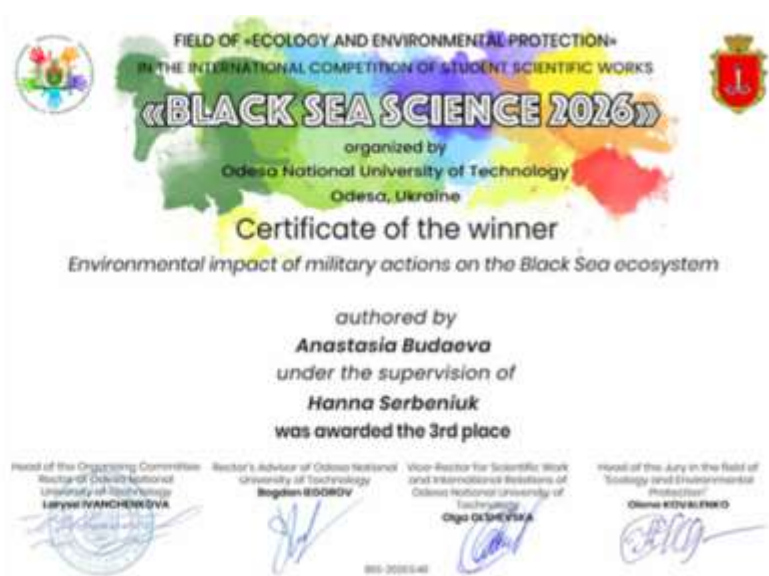 FIELD OF «ECOLOGY AND ENVIRONMENTAL PROTECTION»
IN THE INTERNATIONAL COMPETITION OF STUDENT SCIENTIFIC WORKS
«BLACK SEA SCIENCE 2026»
organized by
Odesa National University of Technology
Odesa, Ukraine
Certificate of the winner
Environmental impact of military actions on the Black Sea ecosystem
authored by
Anastasia Budaeva
under the supervision of
Hanna Serbeniuk
was awarded the 3rd place
Head of the Organizing Committee
Rector of Odesa National
University of Technology
Larysa IVANCHENKOVA
Rector's Advisor of Odesa National
University of Technology
Bogdan IEGOROV
Vice-Rector for Scientific Work
and International Relations of
Odesa National University of
Technology
Olga OLSHEVSKA
Head of the Jury in the field of
"Ecology and Environmental
Protection"
Olena KOVALENKO